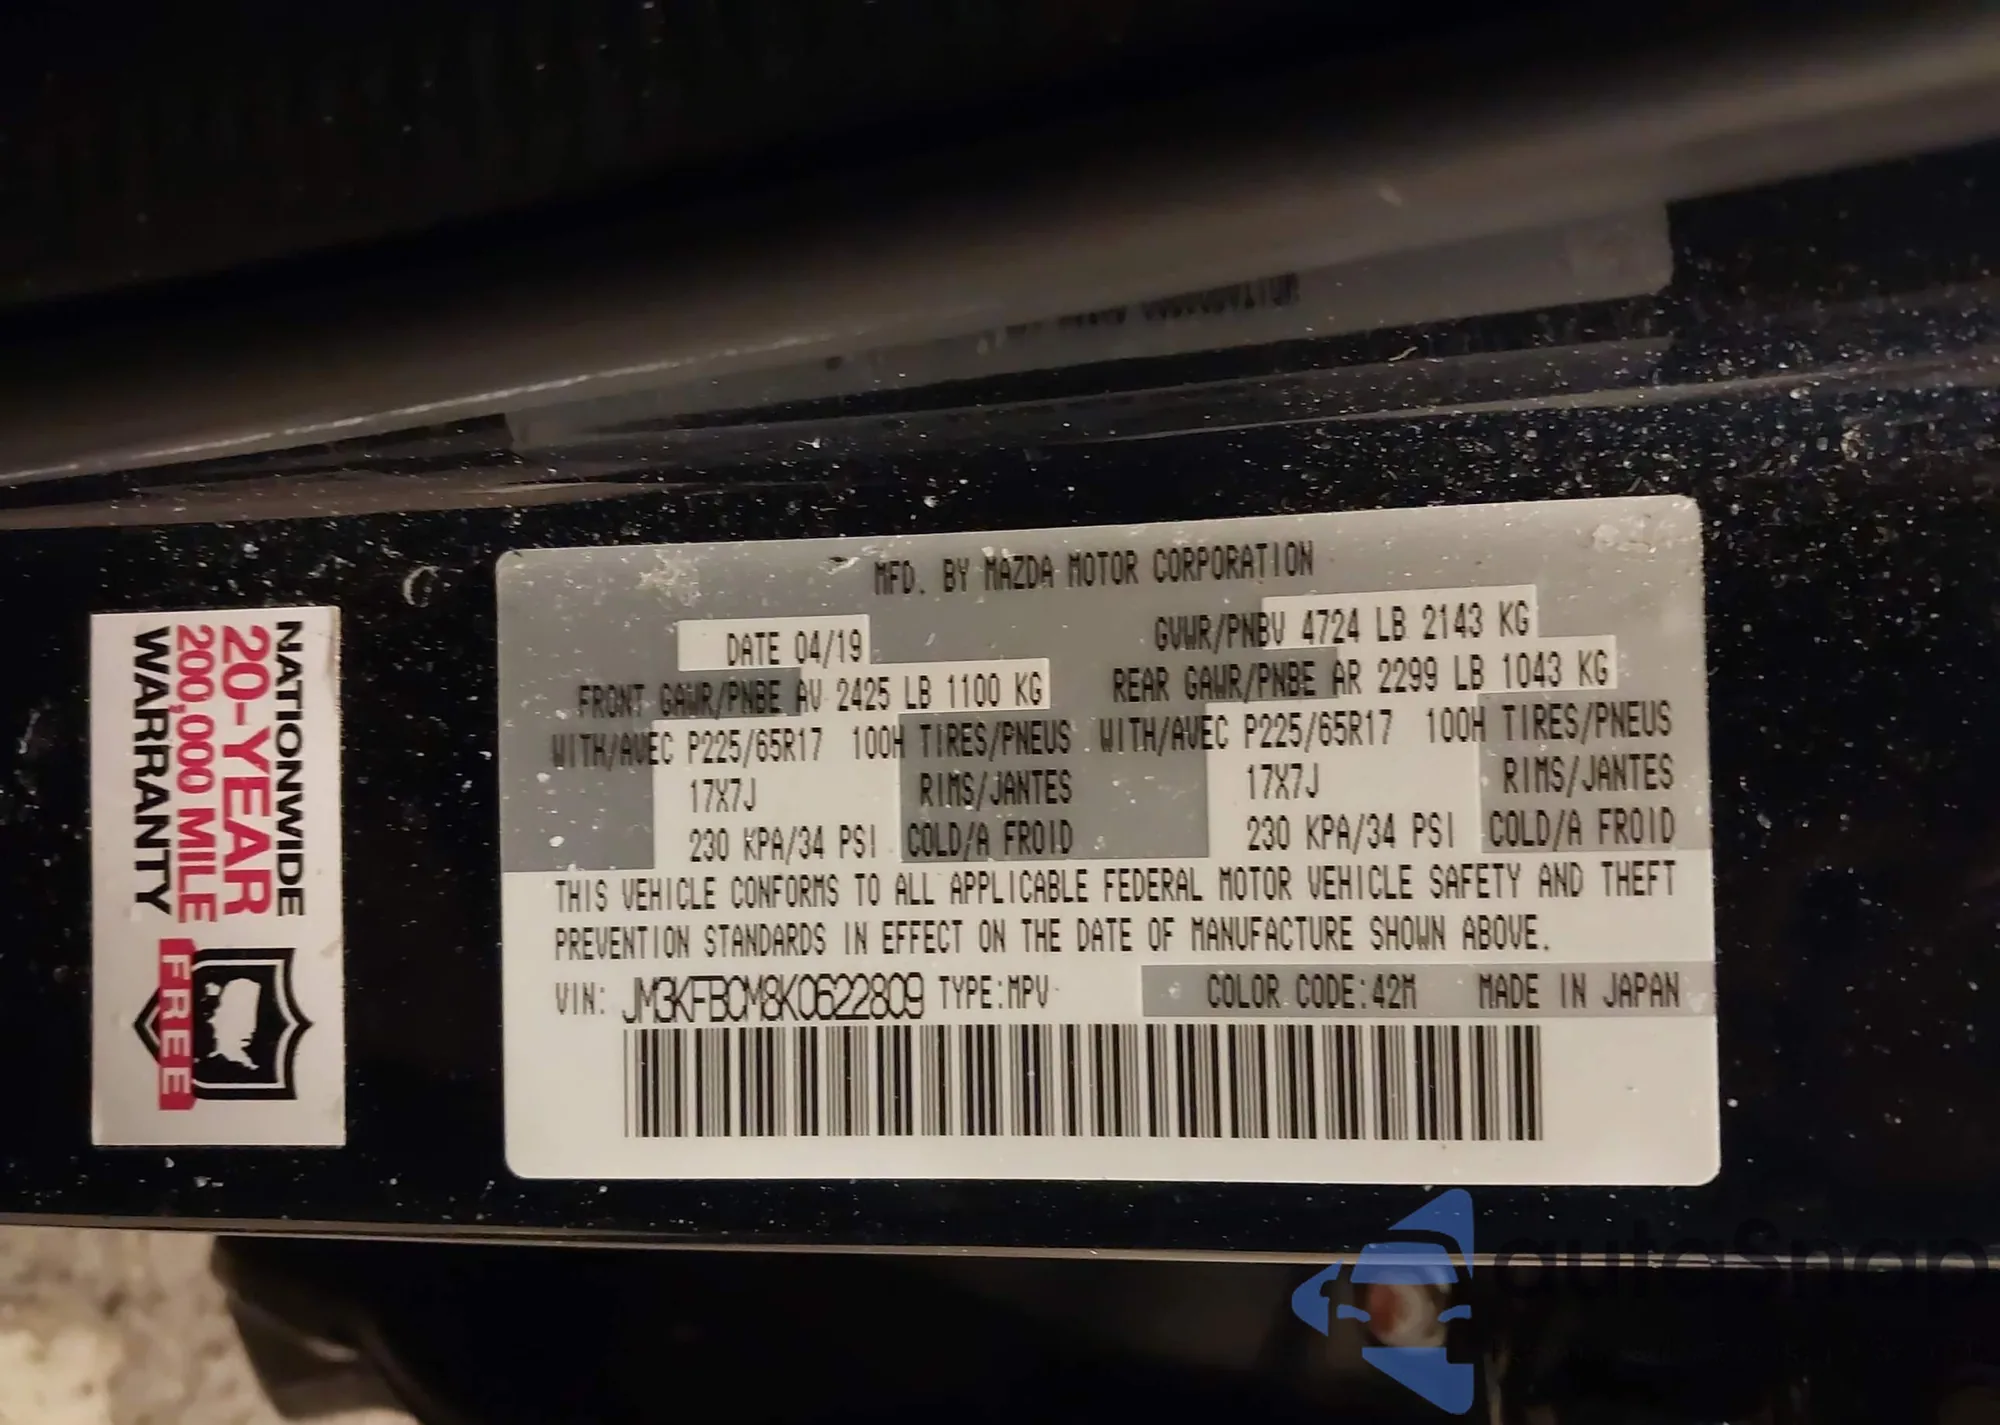 NATIONWIDE
20-YEAR
200,000 MILE
WARRANTY
FREE
MFD. BY MAZDA MOTOR CORPORATION
DATE 04/19 GVWR/PNBV 4724 LB 2143 KG
FRONT GAWR/PNBE AV 2425 LB 1100 KG REAR GAWR/PNBE AR 2299 LB 1043 KG
WITH/AVEC P225/65R17 100H TIRES/PNEUS WITH/AVEC P225/65R17 100H TIRES/PNEUS
17X7J RIMS/JANTES 17X7J RIMS/JANTES
230 KPA/34 PSI COLD/A FROID 230 KPA/34 PSI COLD/A FROID
THIS VEHICLE CONFORMS TO ALL APPLICABLE FEDERAL MOTOR VEHICLE SAFETY AND THEFT
PREVENTION STANDARDS IN EFFECT ON THE DATE OF MANUFACTURE SHOWN ABOVE.
VIN: JM3KFBCM8K0622809 TYPE:MPV COLOR CODE:42M MADE IN JAPAN
autaSnap